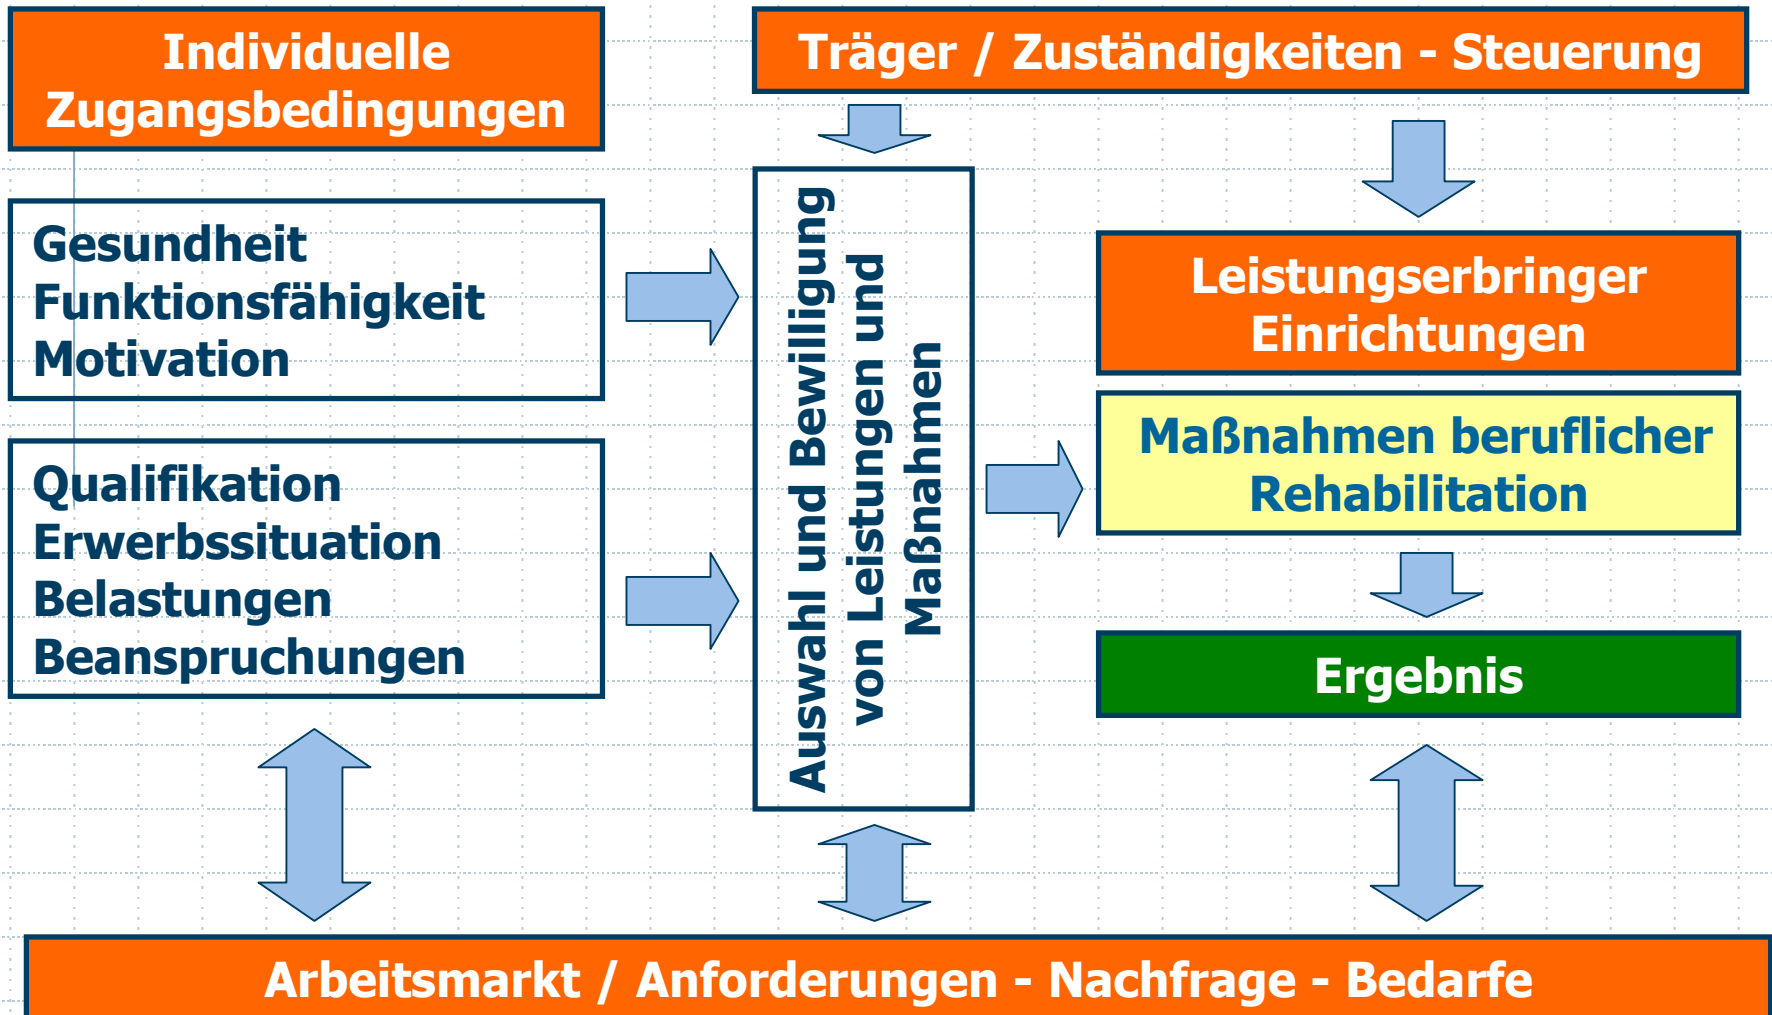 Individuelle
Zugangsbedingungen
Träger / Zuständigkeiten - Steuerung
Gesundheit
Funktionsfähigkeit
Motivation
Qualifikation
Erwerbssituation
Belastungen
Beanspruchungen
Auswahl und Bewilligung
von Leistungen und
Maßnahmen
Leistungserbringer
Einrichtungen
Maßnahmen beruflicher
Rehabilitation
Ergebnis
Arbeitsmarkt / Anforderungen - Nachfrage - Bedarfe